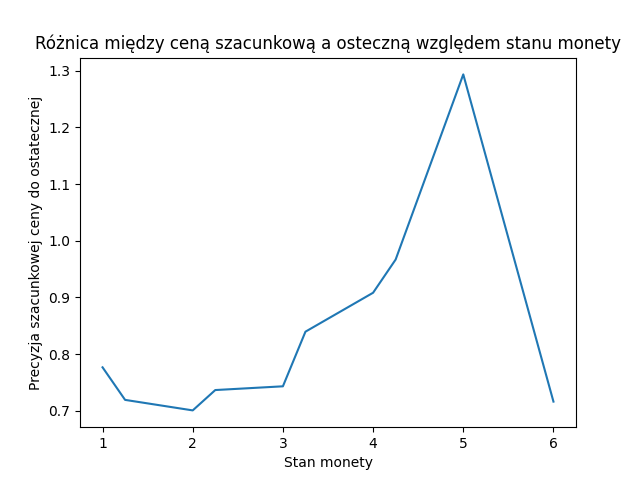 Różnica między ceną szacunkową a osteczną względem stanu monety
Precyzja szacunkowej ceny do ostatecznej
1.3
1.2
1.1
1.0
0.9
0.8
0.7
1 2 3 4 5 6
Stan monety